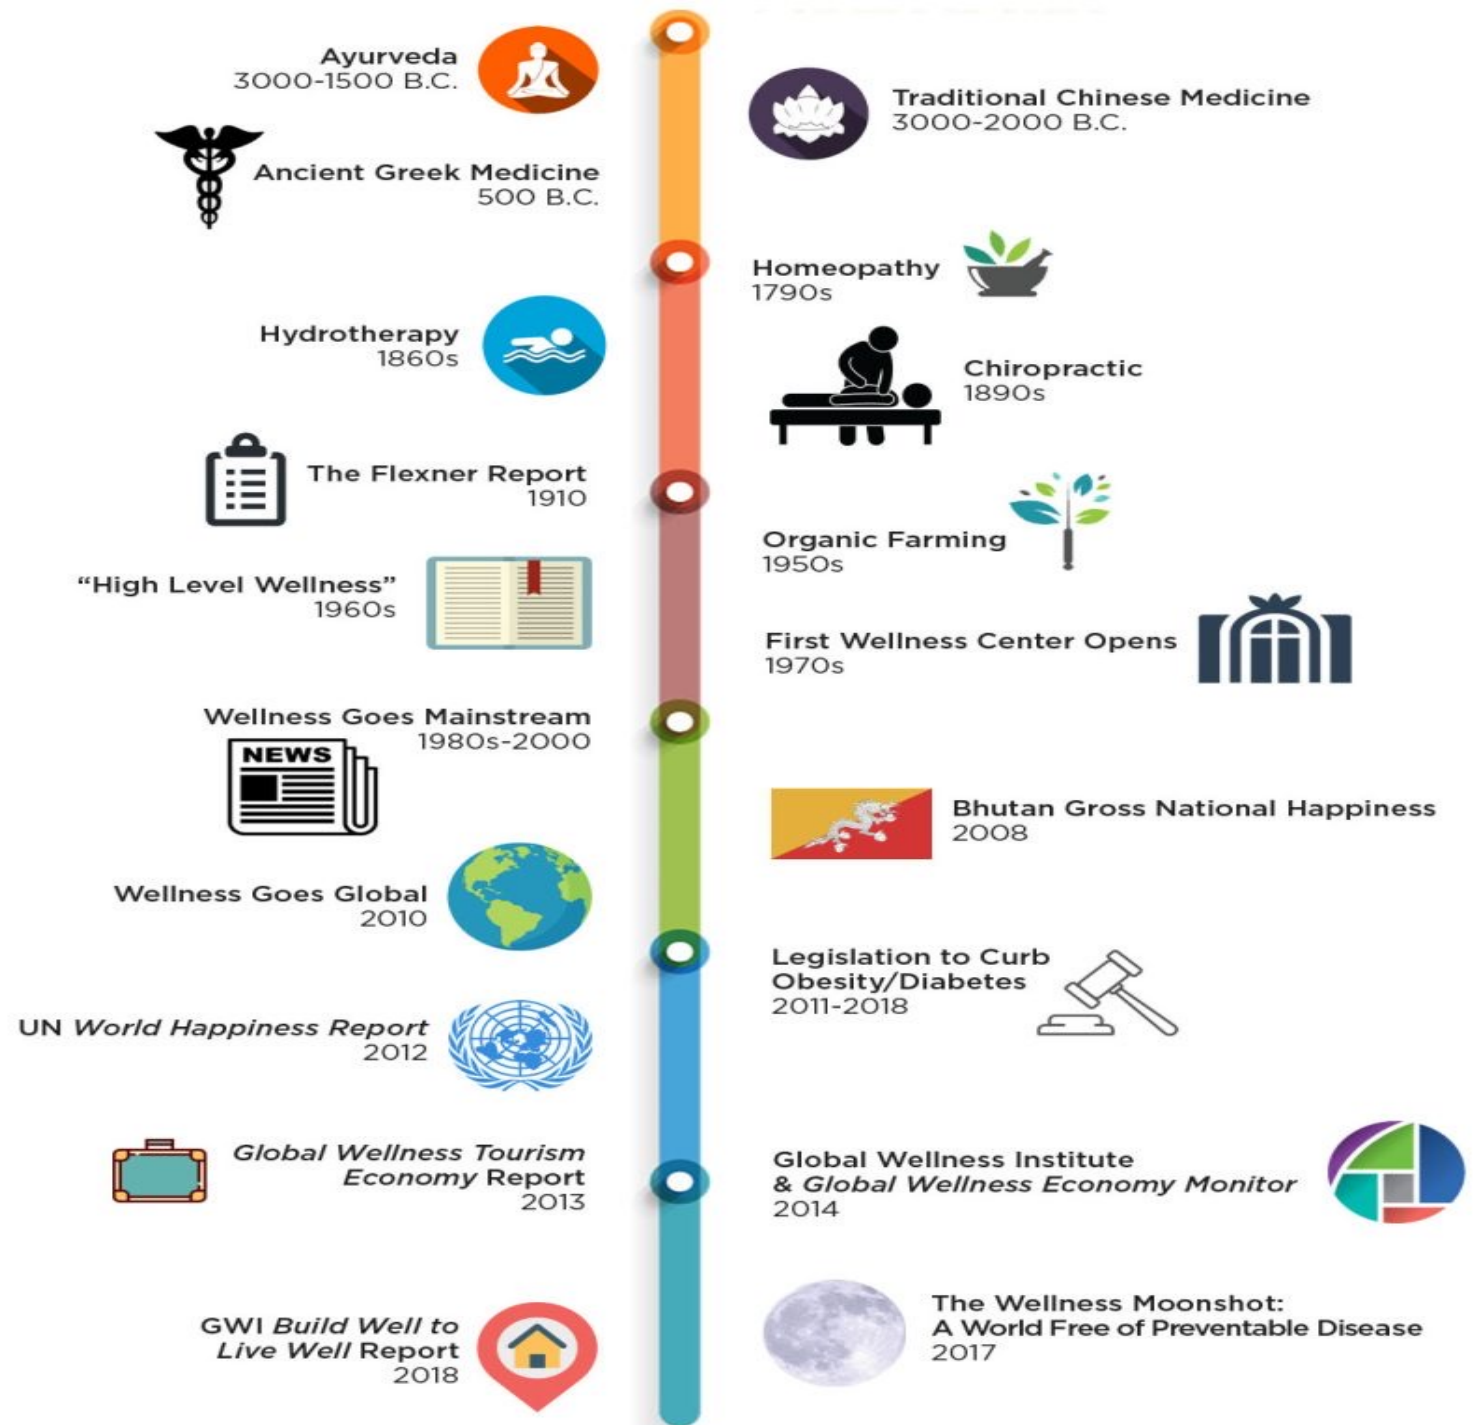 Ayurveda
3000-1500 B.C.
Traditional Chinese Medicine
3000-2000 B.C.
Ancient Greek Medicine
500 B.C.
Homeopathy
1790s
Hydrotherapy
1860s
Chiropractic
1890s
The Flexner Report
1910
Organic Farming
1950s
“High Level Wellness”
1960s
First Wellness Center Opens
1970s
Wellness Goes Mainstream
1980s-2000
NEWS
Bhutan Gross National Happiness
2008
Wellness Goes Global
2010
Legislation to Curb
Obesity/Diabetes
2011-2018
UN World Happiness Report
2012
Global Wellness Tourism
Economy Report
2013
Global Wellness Institute
& Global Wellness Economy Monitor
2014
The Wellness Moonshot:
A World Free of Preventable Disease
2017
GWI Build Well to
Live Well Report
2018